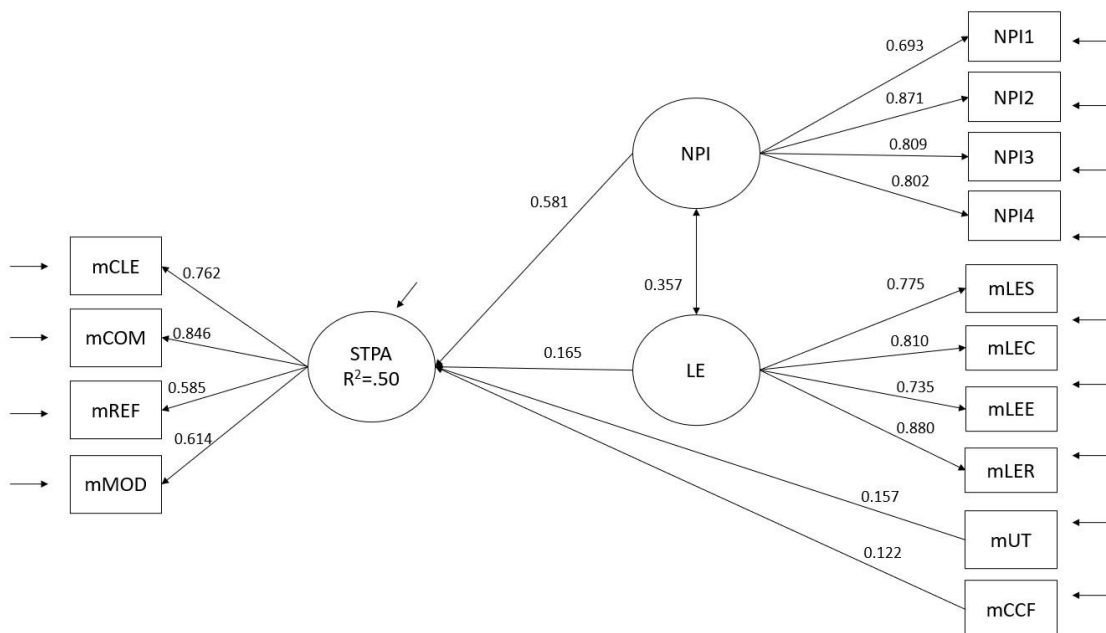 NPI1
0.693
NPI2
0.871
NPI
NPI3
0.809
0.802
NPI4
0.581
mCLE
0.762
0.357
0.775
mLES
mCOM
0.846
STPA
R²=.50
0.165
LE
0.810
mLEC
mREF
0.585
0.735
mLEE
0.614
mMOD
0.880
mLER
0.157
mUT
0.122
mCCF